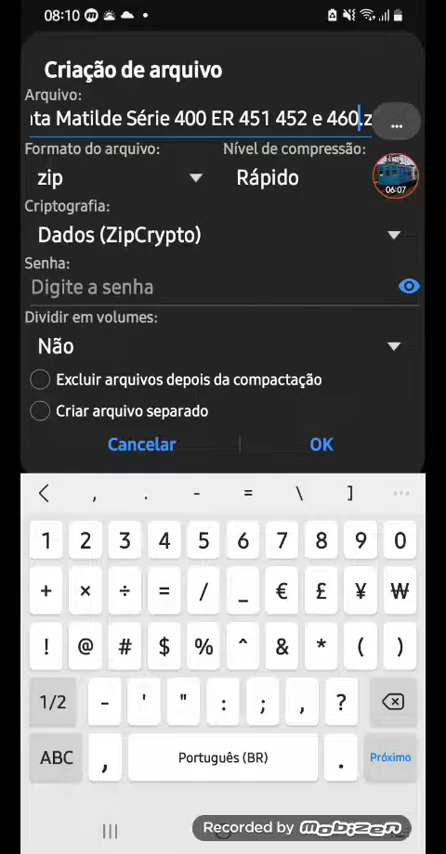 08:10
Criação de arquivo
Arquivo:
ta Matilde Série 400 ER 451 452 e 460.z
...
Formato do arquivo: Nível de compressão:
zip Rápido
06:07
Criptografia:
Dados (ZipCrypto)
Senha:
Digite a senha
Dividir em volumes:
Não
Excluir arquivos depois da compactação
Criar arquivo separado
Cancelar OK
, . - = \ ] ...
1 2 3 4 5 6 7 8 9 0
+ × ÷ = / _ € £ ¥ ₩
! @ # $ % ^ & * ( )
1/2 - ' " : ; , ?
ABC , Português (BR) . Próximo
Recorded by mobizen